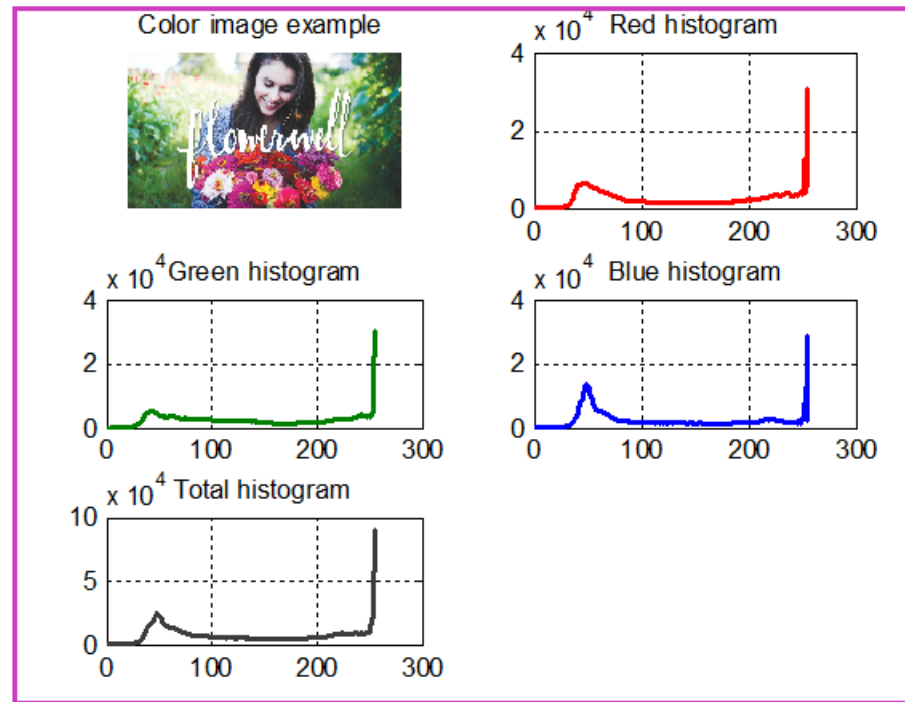 Color image example
x 10^4 Red histogram
4
2
0
0 100 200 300
flowerwell
x 10^4 Green histogram
4
2
0
0 100 200 300
x 10^4 Blue histogram
4
2
0
0 100 200 300
x 10^4 Total histogram
10
5
0
0 100 200 300